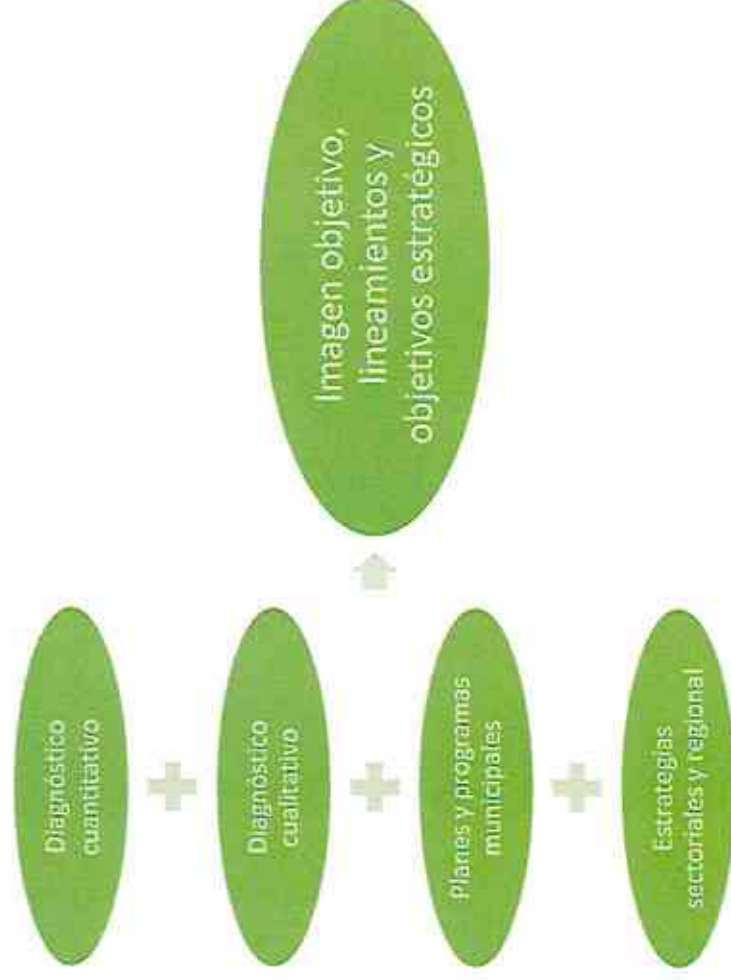 Diagnóstico
cuantitativo
Diagnóstico
cualitativo
Planes y programas
municipales
Estrategias
sectoriales y regional
Imagen objetivo,
lineamientos y
objetivos estratégicos